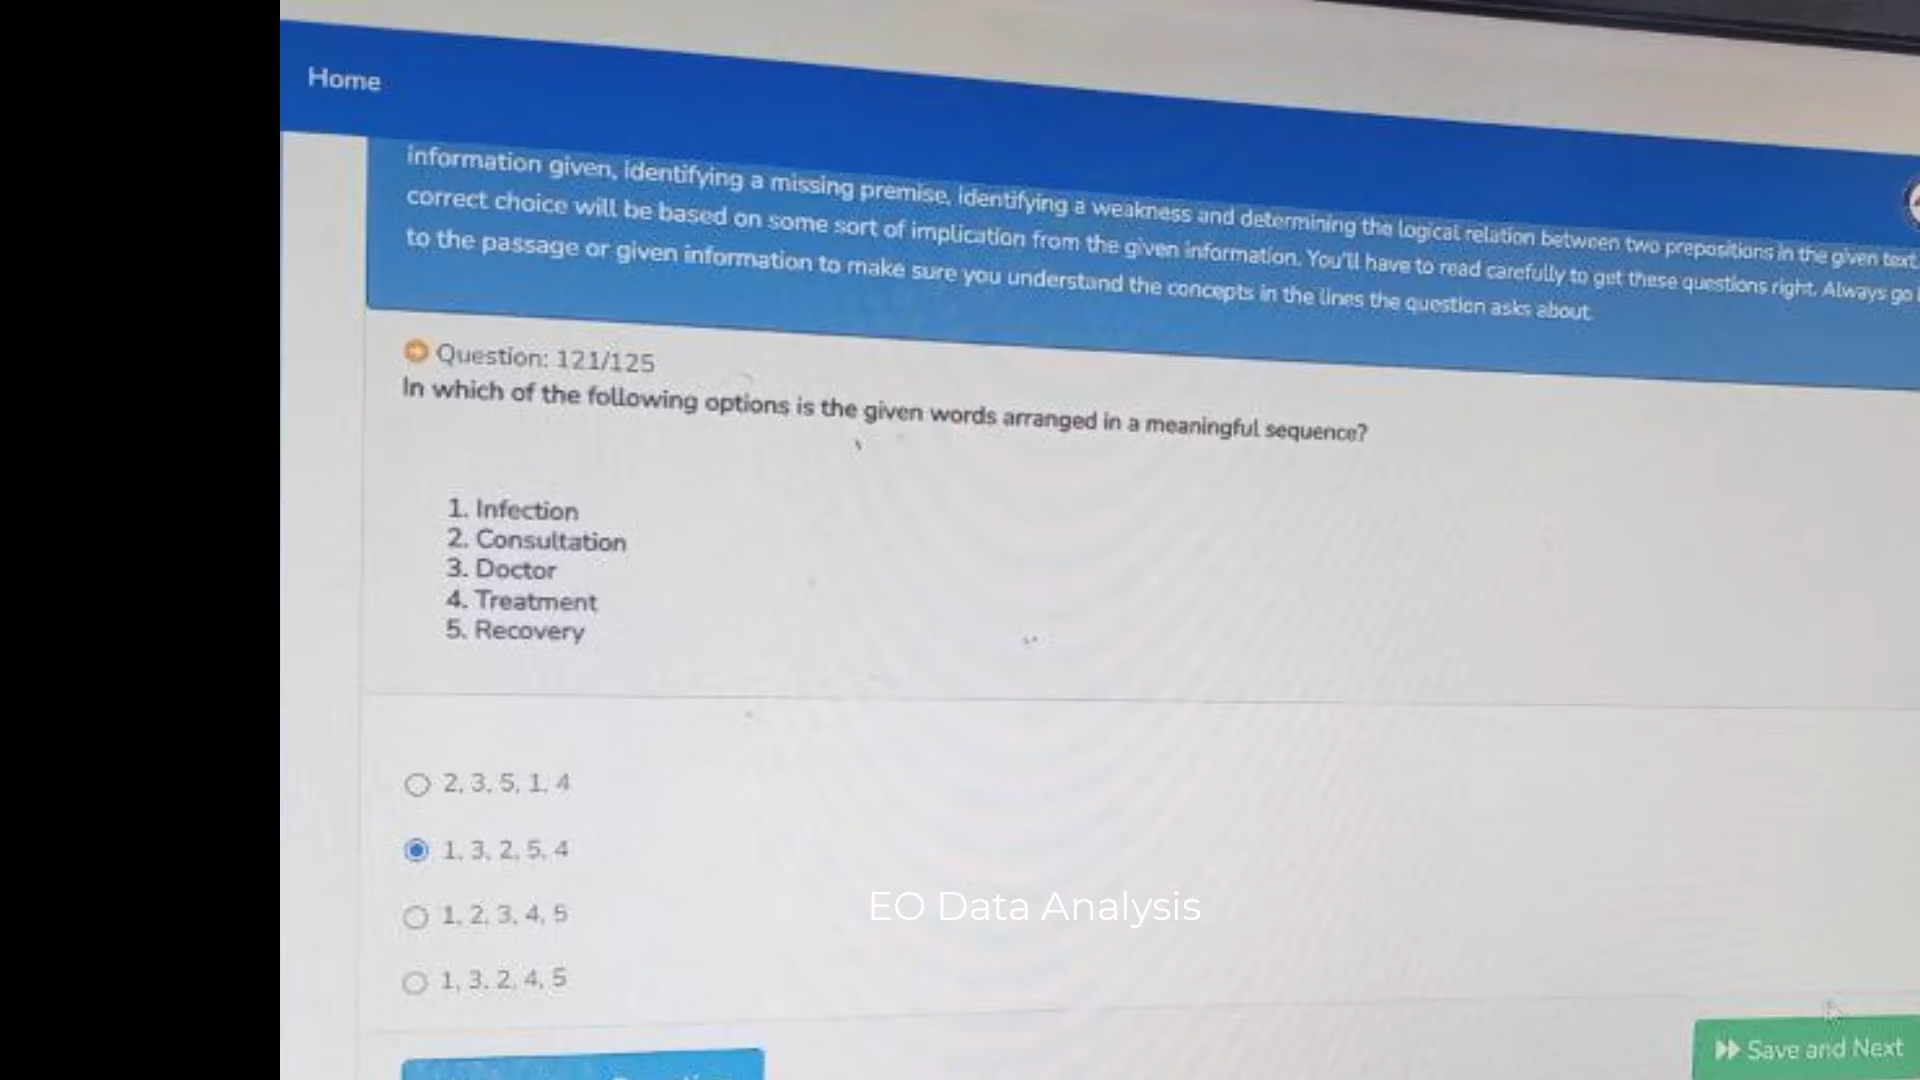 Home
information given, identifying a missing premise, identifying a weakness and determining the logical relation between two prepositions in the given text.
correct choice will be based on some sort of implication from the given information. You'll have to read carefully to get these questions right. Always go
to the passage or given information to make sure you understand the concepts in the lines the question asks about.
Question: 121/125
In which of the following options is the given words arranged in a meaningful sequence?
1. Infection
2. Consultation
3. Doctor
4. Treatment
5. Recovery
2, 3, 5, 1, 4
1, 3, 2, 5, 4
1, 2, 3, 4, 5
1, 3, 2, 4, 5
EO Data Analysis
Save and Next